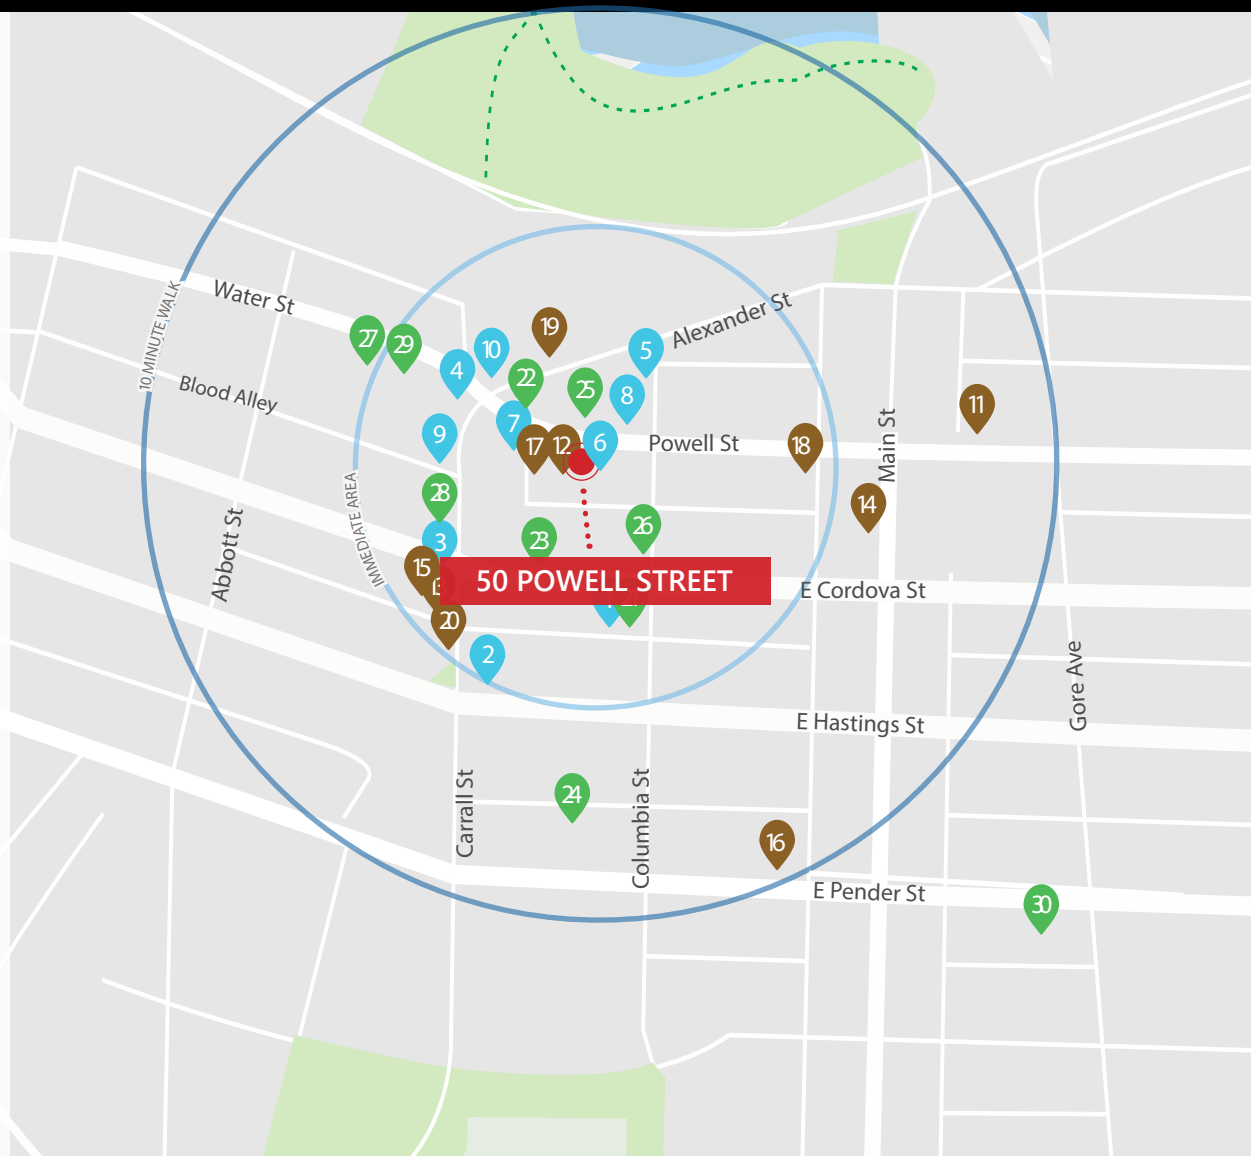 Water St
10 MINUTE WALK
19
Alexander St
27
29
10
5
4
22
25
8
Blood Alley
11
7
9
17
12
6
Powell St
18
Main St
28
14
IMMEDIATE AREA
Abbott St
3
23
26
15
13
50 POWELL STREET
E Cordova St
20
2
Gore Ave
E Hastings St
Carrall St
Columbia St
24
16
E Pender St
30